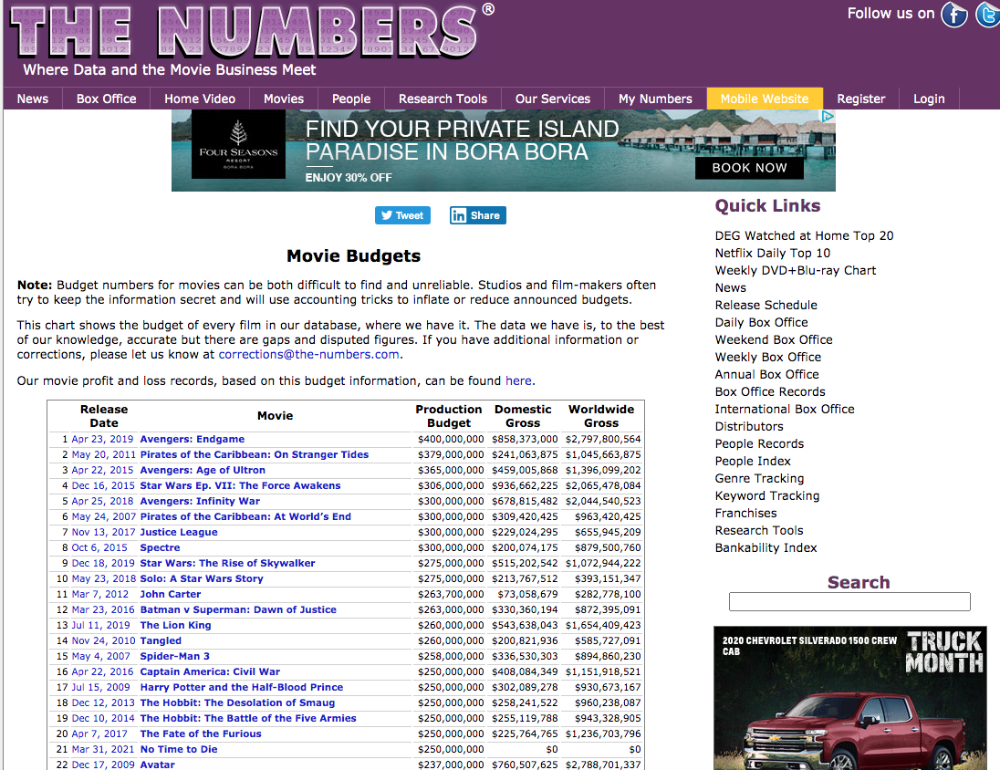 THE NUMBERS®
Where Data and the Movie Business Meet
Follow us on
News Box Office Home Video Movies People Research Tools Our Services My Numbers Mobile Website Register Login
FOUR SEASONS
RESORT
BORA BORA
FIND YOUR PRIVATE ISLAND
PARADISE IN BORA BORA
ENJOY 30% OFF
BOOK NOW
Tweet Share
Movie Budgets
Note: Budget numbers for movies can be both difficult to find and unreliable. Studios and film-makers often
try to keep the information secret and will use accounting tricks to inflate or reduce announced budgets.
This chart shows the budget of every film in our database, where we have it. The data we have is, to the best
of our knowledge, accurate but there are gaps and disputed figures. If you have additional information or
corrections, please let us know at corrections@the-numbers.com.
Our movie profit and loss records, based on this budget information, can be found here.
Release Date Movie Production Budget Domestic Gross Worldwide Gross
1 Apr 23, 2019 Avengers: Endgame $400,000,000 $858,373,000 $2,797,800,564
2 May 20, 2011 Pirates of the Caribbean: On Stranger Tides $379,000,000 $241,063,875 $1,045,663,875
3 Apr 22, 2015 Avengers: Age of Ultron $365,000,000 $459,005,868 $1,396,099,202
4 Dec 16, 2015 Star Wars Ep. VII: The Force Awakens $306,000,000 $936,662,225 $2,065,478,084
5 Apr 25, 2018 Avengers: Infinity War $300,000,000 $678,815,482 $2,044,540,523
6 May 24, 2007 Pirates of the Caribbean: At World's End $300,000,000 $309,420,425 $963,420,425
7 Nov 13, 2017 Justice League $300,000,000 $229,024,295 $655,945,209
8 Oct 6, 2015 Spectre $300,000,000 $200,074,175 $879,500,760
9 Dec 18, 2019 Star Wars: The Rise of Skywalker $275,000,000 $515,202,542 $1,072,944,222
10 May 23, 2018 Solo: A Star Wars Story $275,000,000 $213,767,512 $393,151,347
11 Mar 7, 2012 John Carter $263,700,000 $73,058,679 $282,778,100
12 Mar 23, 2016 Batman v Superman: Dawn of Justice $263,000,000 $330,360,194 $872,395,091
13 Jul 11, 2019 The Lion King $260,000,000 $543,638,043 $1,654,409,423
14 Nov 24, 2010 Tangled $260,000,000 $200,821,936 $585,727,091
15 May 4, 2007 Spider-Man 3 $258,000,000 $336,530,303 $894,860,230
16 Apr 22, 2016 Captain America: Civil War $250,000,000 $408,084,349 $1,151,918,521
17 Jul 15, 2009 Harry Potter and the Half-Blood Prince $250,000,000 $302,089,278 $930,673,167
18 Dec 12, 2013 The Hobbit: The Desolation of Smaug $250,000,000 $258,241,522 $960,238,087
19 Dec 10, 2014 The Hobbit: The Battle of the Five Armies $250,000,000 $255,119,788 $943,328,905
20 Apr 7, 2017 The Fate of the Furious $250,000,000 $225,764,765 $1,236,703,796
21 Mar 31, 2021 No Time to Die $250,000,000 $0 $0
22 Dec 17, 2009 Avatar $237,000,000 $760,507,625 $2,788,701,337
Quick Links
DEG Watched at Home Top 20
Netflix Daily Top 10
Weekly DVD+Blu-ray Chart
News
Release Schedule
Daily Box Office
Weekend Box Office
Weekly Box Office
Annual Box Office
Box Office Records
International Box Office
Distributors
People Records
People Index
Genre Tracking
Keyword Tracking
Franchises
Research Tools
Bankability Index
Search
2020 CHEVROLET SILVERADO 1500 CREW
CAB
TRUCK
MONTH